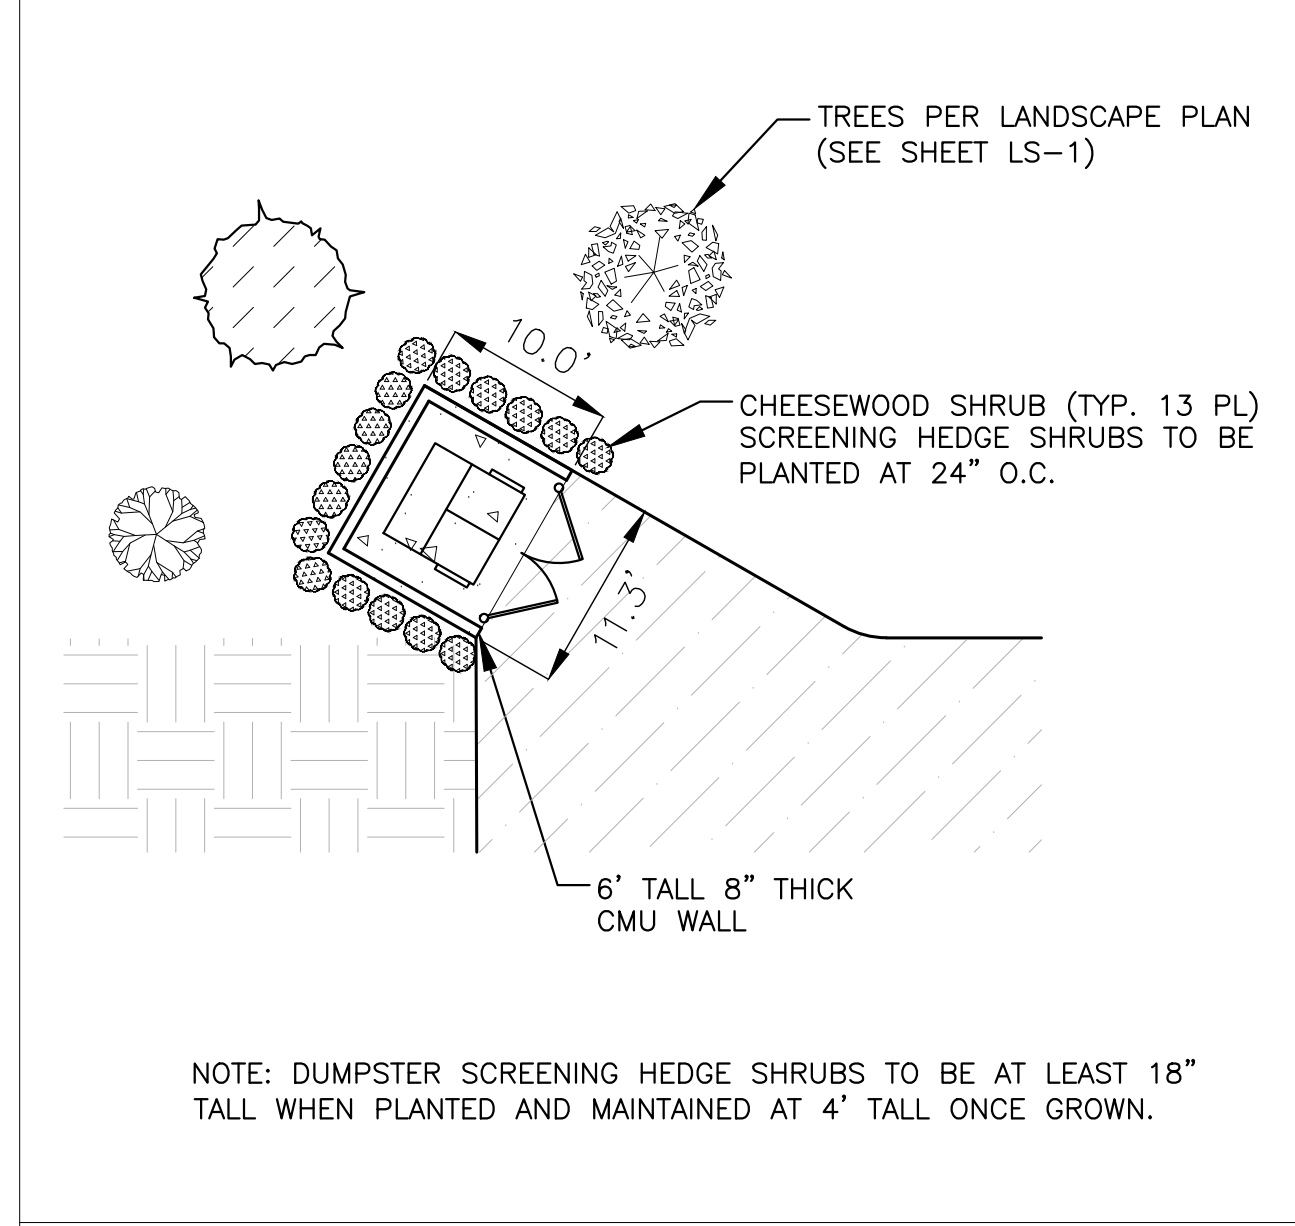 TREES PER LANDSCAPE PLAN
(SEE SHEET LS-1)
10.0'
CHEESEWOOD SHRUB (TYP. 13 PL)
SCREENING HEDGE SHRUBS TO BE
PLANTED AT 24" O.C.
11.3'
6' TALL 8" THICK
CMU WALL
NOTE: DUMPSTER SCREENING HEDGE SHRUBS TO BE AT LEAST 18"
TALL WHEN PLANTED AND MAINTAINED AT 4' TALL ONCE GROWN.